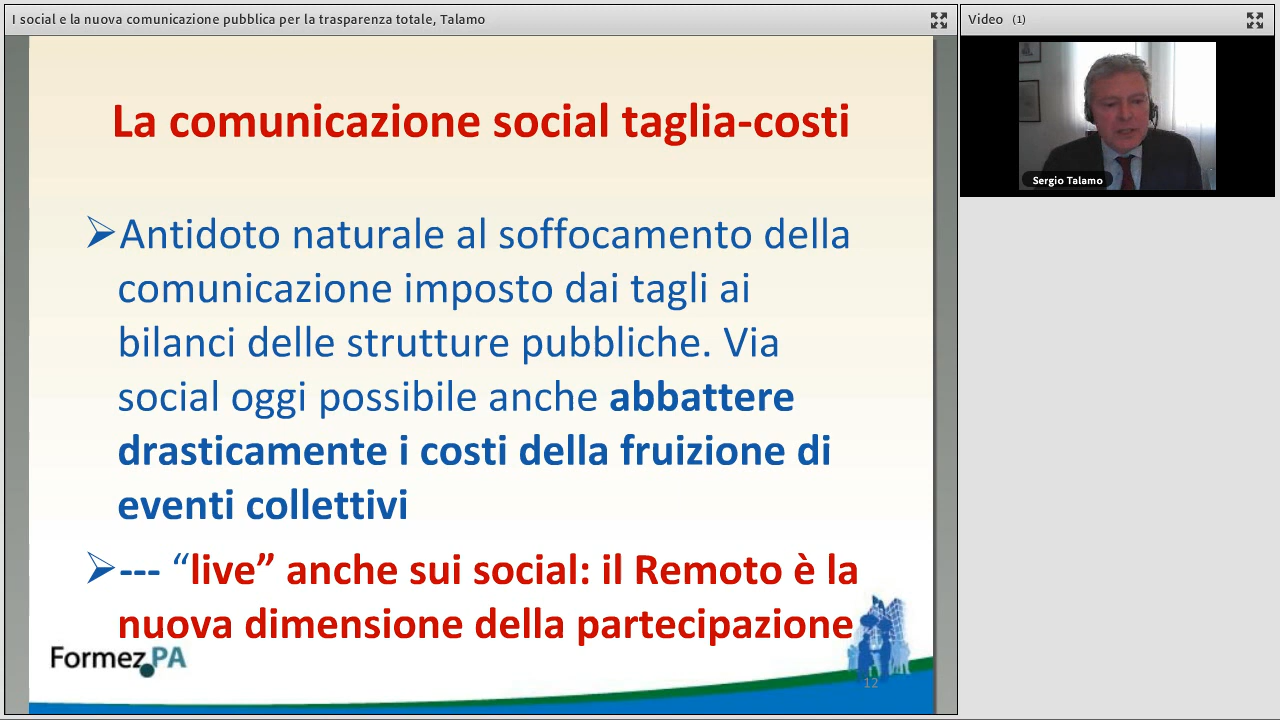 I social e la nuova comunicazione pubblica per la trasparenza totale, Talamo
Video (1)
Sergio Talamo
La comunicazione social taglia-costi
➢Antidoto naturale al soffocamento della
comunicazione imposto dai tagli ai
bilanci delle strutture pubbliche. Via
social oggi possibile anche abbattere
drasticamente i costi della fruizione di
eventi collettivi
➢--- “live” anche sui social: il Remoto è la
nuova dimensione della partecipazione
Formez.PA
12